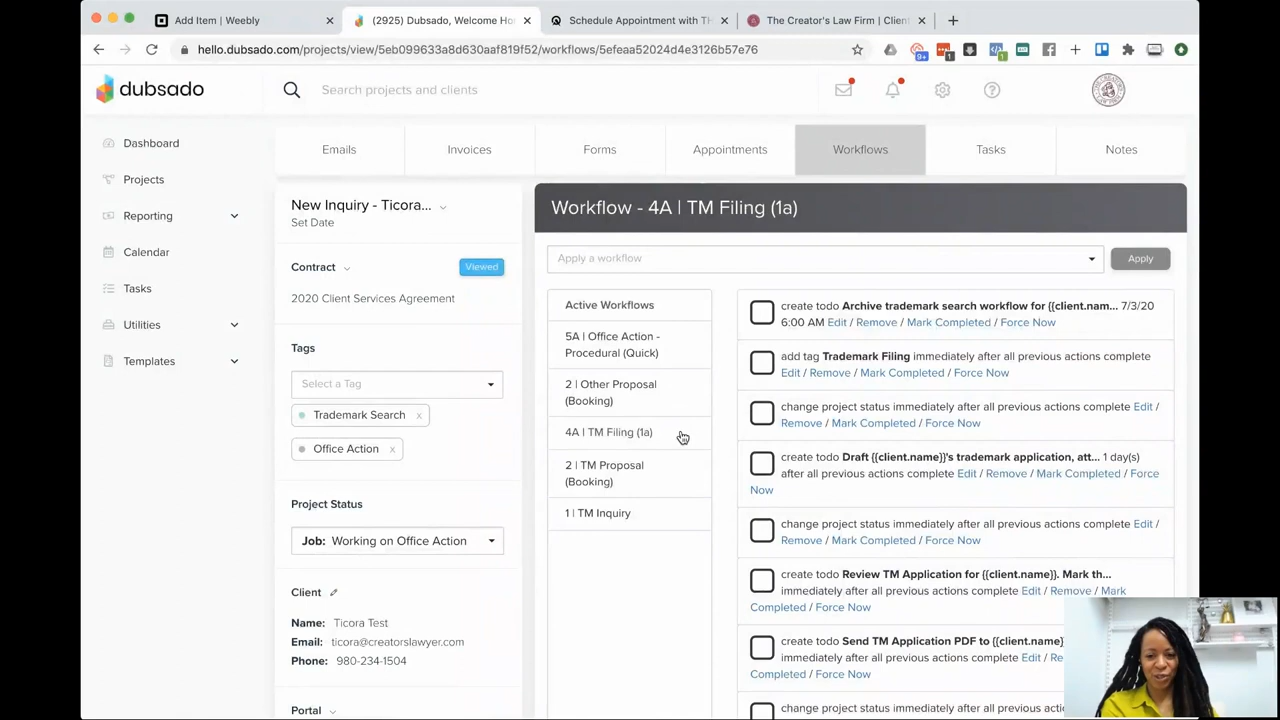 Add Item | Weebly
(2925) Dubsado, Welcome Ho
Schedule Appointment with Th
The Creator's Law Firm | Client
hello.dubsado.com/projects/view/5eb099633a8d630aaf819f52/workflows/5efeaa52024d4e3126b57e76
9+
1
1
dubsado
Search projects and clients
Dashboard
Projects
Reporting
Calendar
Tasks
Utilities
Templates
Emails
Invoices
Forms
Appointments
Workflows
Tasks
Notes
New Inquiry - Ticora...
Set Date
Contract
Viewed
2020 Client Services Agreement
Tags
Select a Tag
Trademark Search x
Office Action x
Project Status
Job: Working on Office Action
Client
Name: Ticora Test
Email: ticora@creatorslawyer.com
Phone: 980-234-1504
Portal
Workflow - 4A | TM Filing (1a)
Apply a workflow
Apply
Active Workflows
5A | Office Action -
Procedural (Quick)
2 | Other Proposal
(Booking)
4A | TM Filing (1a)
2 | TM Proposal
(Booking)
1 | TM Inquiry
create todo Archive trademark search workflow for {{client.nam... 7/3/20
6:00 AM Edit / Remove / Mark Completed / Force Now
add tag Trademark Filing immediately after all previous actions complete
Edit / Remove / Mark Completed / Force Now
change project status immediately after all previous actions complete Edit /
Remove / Mark Completed / Force Now
create todo Draft {{client.name}}'s trademark application, att... 1 day(s)
after all previous actions complete Edit / Remove / Mark Completed / Force
Now
change project status immediately after all previous actions complete Edit /
Remove / Mark Completed / Force Now
create todo Review TM Application for {{client.name}}. Mark th...
immediately after all previous actions complete Edit / Remove / Mark
Completed / Force Now
create todo Send TM Application PDF to {{client.name}
immediately after all previous actions complete Edit / Re
Completed / Force Now
change project status immediately after all previous actions